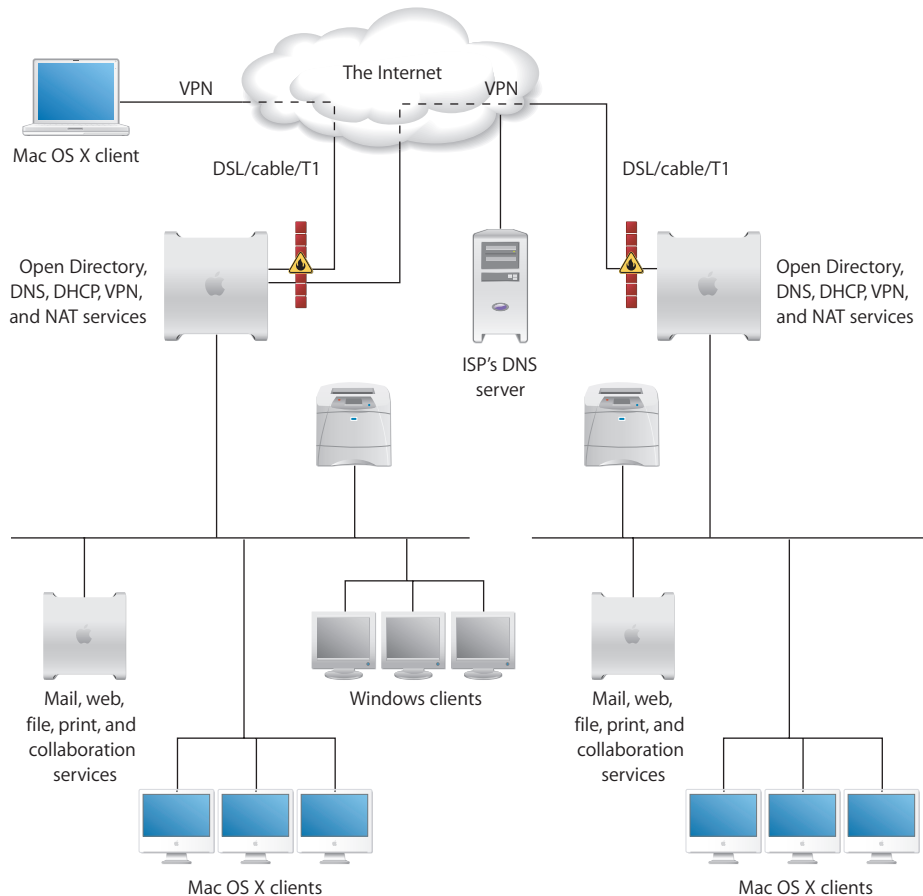 The Internet
VPN
VPN
Mac OS X client
DSL/cable/T1
DSL/cable/T1
Open Directory,
DNS, DHCP, VPN,
and NAT services
Open Directory,
DNS, DHCP, VPN,
and NAT services
ISP's DNS
server
Mail, web,
file, print, and
collaboration
services
Windows clients
Mail, web,
file, print, and
collaboration
services
Mac OS X clients
Mac OS X clients